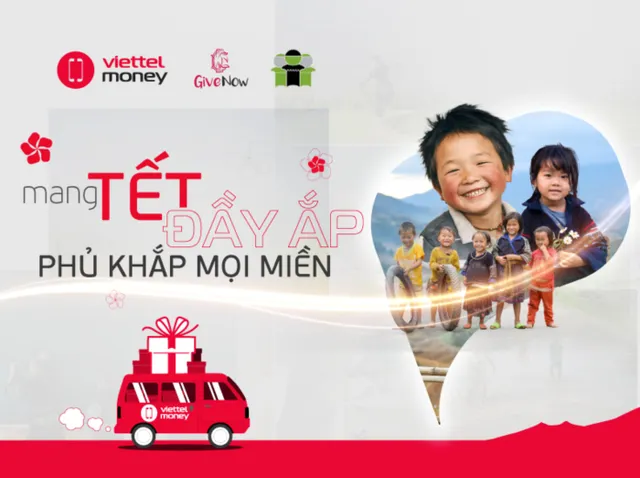 viettel
money
GiveNow
mang TẾT
ĐẦY ẮP
PHỦ KHẮP MỌI MIỀN
viettel
money